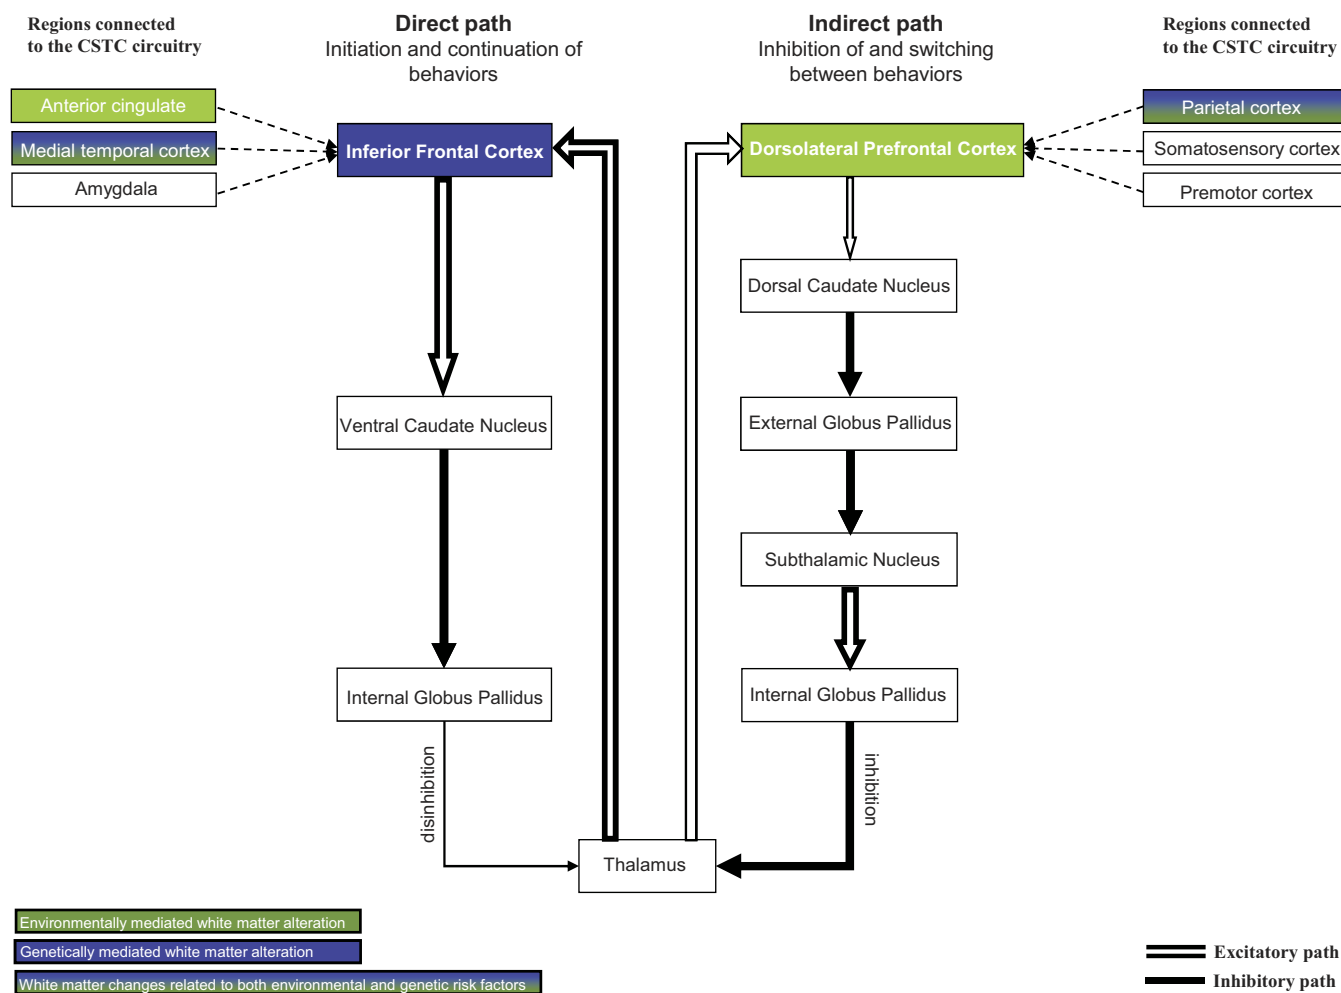 Regions connected
to the CSTC circuitry
Direct path
Initiation and continuation of
behaviors
Indirect path
Inhibition of and switching
between behaviors
Regions connected
to the CSTC circuitry
Anterior cingulate
Medial temporal cortex
Amygdala
Inferior Frontal Cortex
Dorsolateral Prefrontal Cortex
Parietal cortex
Somatosensory cortex
Premotor cortex
Dorsal Caudate Nucleus
Ventral Caudate Nucleus
External Globus Pallidus
Subthalamic Nucleus
Internal Globus Pallidus
Internal Globus Pallidus
disinhibition
inhibition
Thalamus
Environmentally mediated white matter alteration
Genetically mediated white matter alteration
White matter changes related to both environmental and genetic risk factors
Excitatory path
Inhibitory path